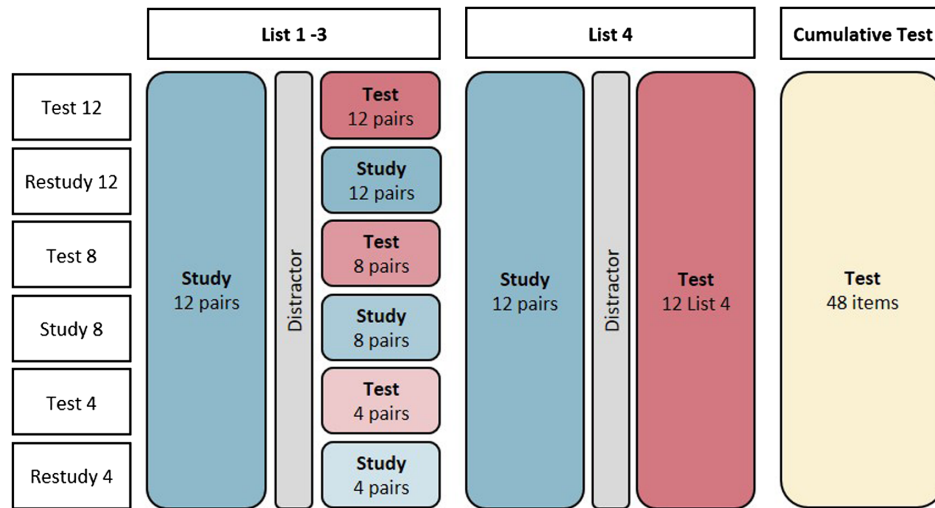 List 1 -3
List 4
Cumulative Test
Test 12
Restudy 12
Test 8
Study 8
Test 4
Restudy 4
Study
12 pairs
Distractor
Test
12 pairs
Study
12 pairs
Test
8 pairs
Study
8 pairs
Test
4 pairs
Study
4 pairs
Study
12 pairs
Distractor
Test
12 List 4
Test
48 items